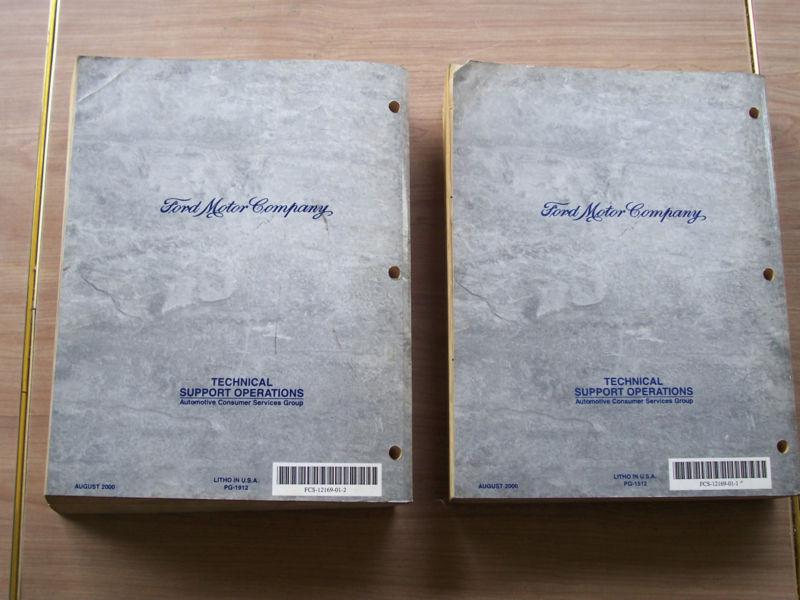 Ford Motor Company
TECHNICAL
SUPPORT OPERATIONS
Automotive Consumer Services Group
AUGUST 2000
LITHO IN U.S.A.
PG-1912
FCS-12169-01-2
Ford Motor Company
TECHNICAL
SUPPORT OPERATIONS
Automotive Consumer Services Group
AUGUST 2000
LITHO IN U.S.A.
PG-1512
FCS-12169-01-1